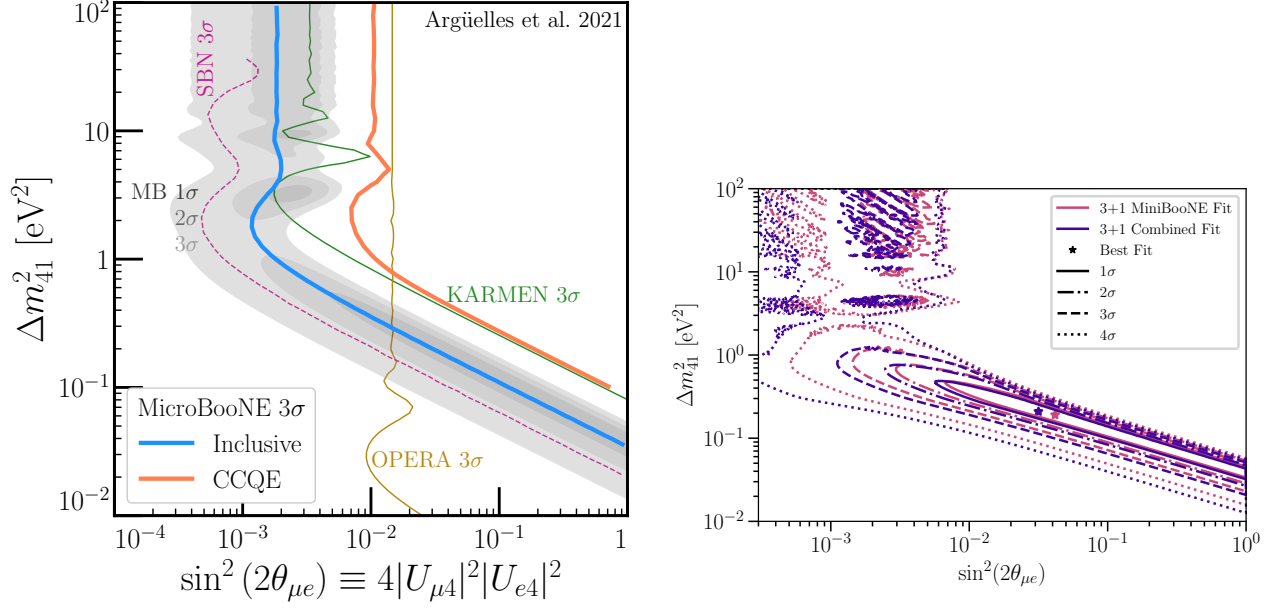 Argüelles et al. 2021
10²
10
1
10⁻¹
10⁻²
Δm²₄₁ [eV²]
SBN 3σ
MB 1σ
2σ
3σ
KARMEN 3σ
OPERA 3σ
MicroBooNE 3σ
Inclusive
CCQE
10⁻⁴ 10⁻³ 10⁻² 10⁻¹ 1
sin² (2θμe) ≡ 4|Uμ4|²|Ue4|²
10²
10¹
10⁰
10⁻¹
10⁻²
Δm²₄₁ [eV²]
3+1 MiniBooNE Fit
3+1 Combined Fit
Best Fit
1σ
2σ
3σ
4σ
10⁻³ 10⁻² 10⁻¹ 10⁰
sin²(2θμe)